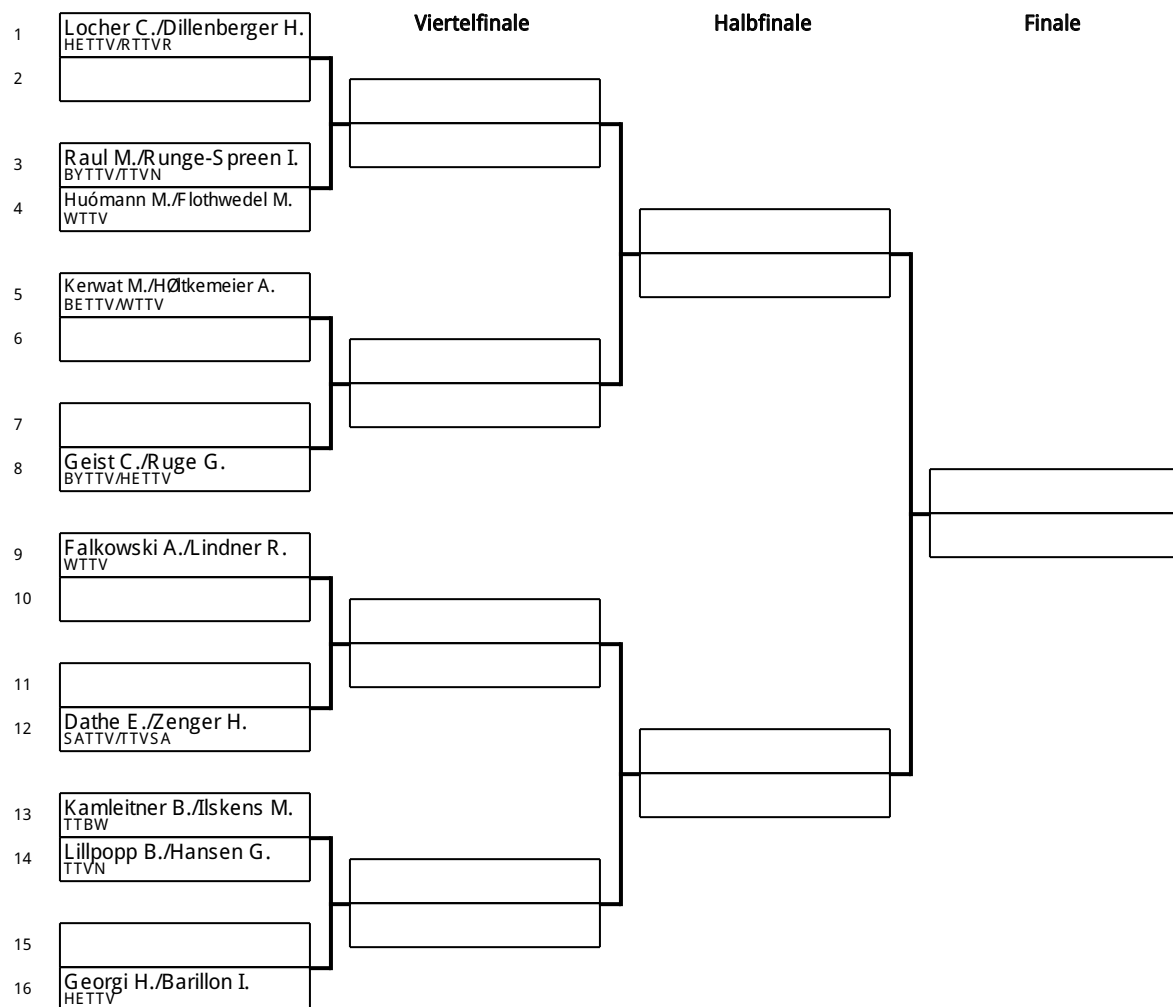 Viertelfinale Halbfinale Finale
1 Locher C./Dillenberger H.
HETTV/RTTVR
2
3 Raul M./Runge-Spreen I.
BYTTV/TTVN
4 Huómann M./Flothwedel M.
WTTV
5 Kerwat M./HØltkemeier A.
BETTV/WTTV
6
7
8 Geist C./Ruge G.
BYTTV/HETTV
9 Falkowski A./Lindner R.
WTTV
10
11
12 Dathe E./Zenger H.
SATTV/TTVSA
13 Kamleitner B./Ilskens M.
TTBW
14 Lillpopp B./Hansen G.
TTVN
15
16 Georgi H./Barillon I.
HETTV